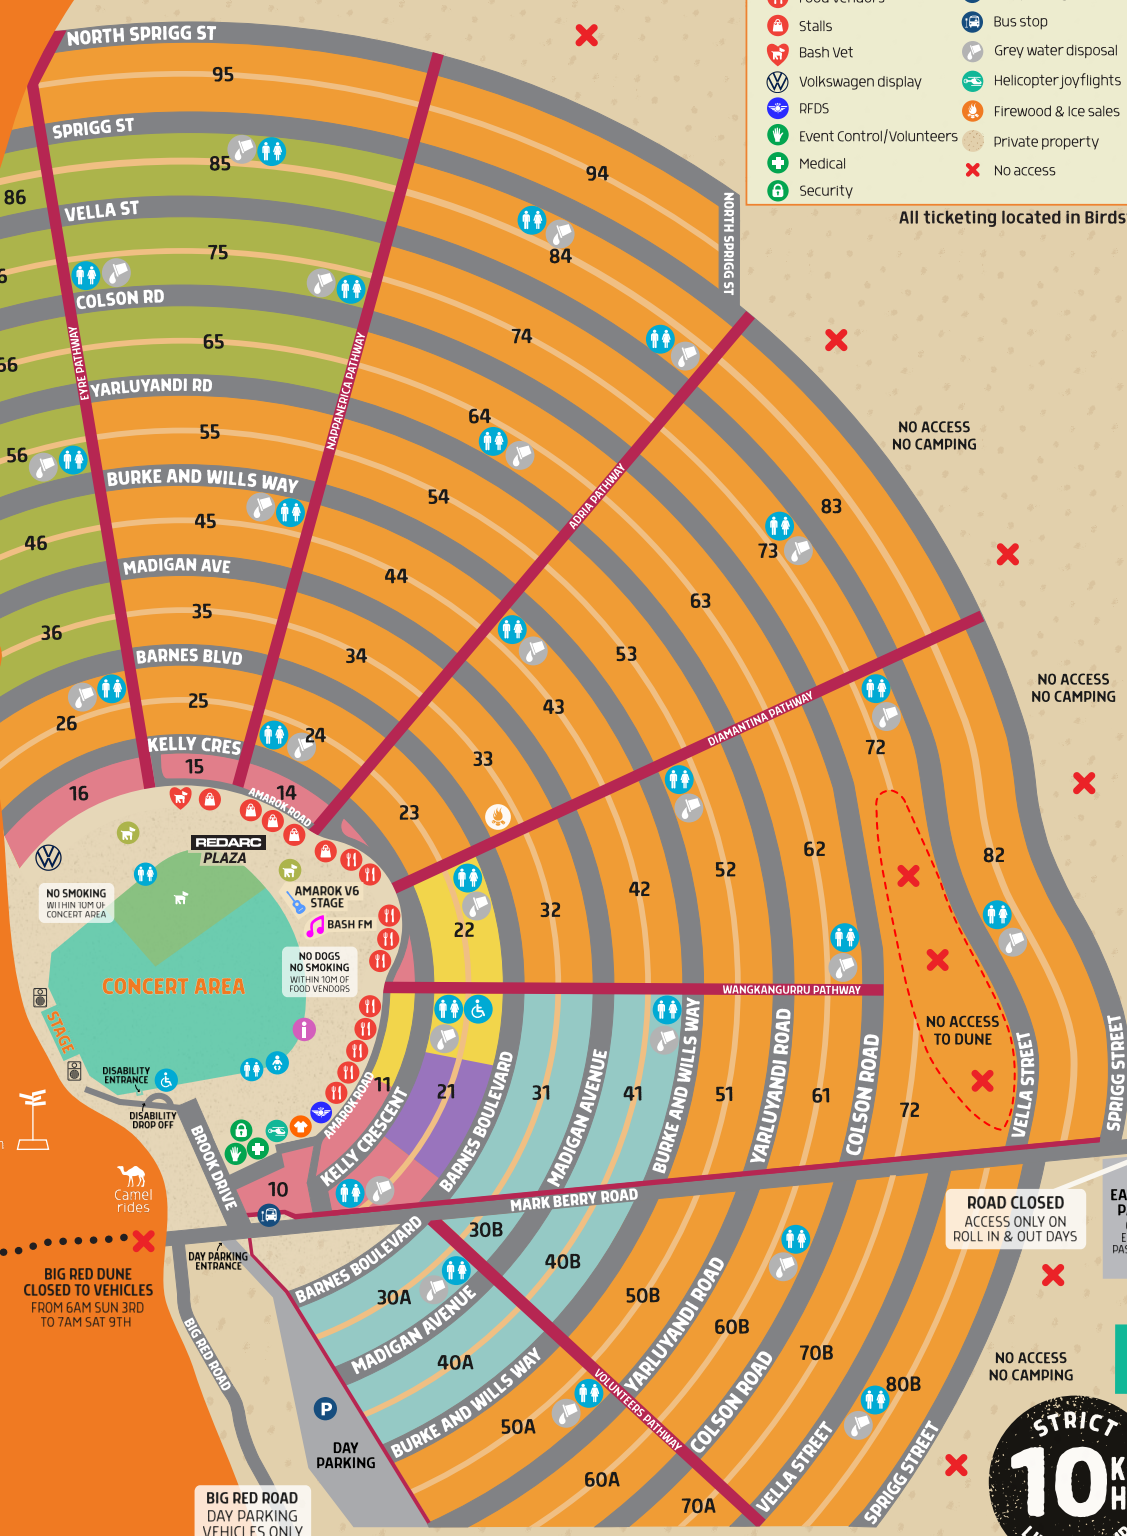 Stalls
Bash Vet
Volkswagen display
RFDS
Event Control/Volunteers
Medical
Security
Bus stop
Grey water disposal
Helicopter joyflights
Firewood & Ice sales
Private property
No access
All ticketing located in Birds
NORTH SPRIGG ST
95
SPRIGG ST
85
86
94
NORTH SPRIGG ST
VELLA ST
84
75
COLSON RD
74
65
66
EYRE PATHWAY
NAPPANERICA PATHWAY
YARLUYANDI RD
64
55
56
NO ACCESS
NO CAMPING
BURKE AND WILLS WAY
54
ADRIA PATHWAY
83
45
46
73
MADIGAN AVE
44
63
35
36
BARNES BLVD
34
53
NO ACCESS
NO CAMPING
25
26
43
DIAMANTINA PATHWAY
24
72
KELLY CRES
15
33
16
14
AMAROK ROAD
23
REDARC
PLAZA
62
82
52
42
NO SMOKING
WITHIN 10M OF
CONCERT AREA
AMAROK V6
STAGE
BASH FM
32
22
NO DOGS
NO SMOKING
WITHIN 10M OF
FOOD VENDORS
CONCERT AREA
WANGKANGURRU PATHWAY
STAGE
NO ACCESS
TO DUNE
DISABILITY
ENTRANCE
DISABILITY
DROP OFF
11
21
31
41
51
61
72
AMAROK ROAD
KELLY CRESCENT
BARNES BOULEVARD
MADIGAN AVENUE
BURKE AND WILLS WAY
YARLUYANDI ROAD
COLSON ROAD
VELLA STREET
SPRIGG STREET
BROOK DRIVE
10
Camel
rides
MARK BERRY ROAD
ROAD CLOSED
ACCESS ONLY ON
ROLL IN & OUT DAYS
DAY PARKING
ENTRANCE
BIG RED DUNE
CLOSED TO VEHICLES
FROM 6AM SUN 3RD
TO 7AM SAT 9TH
BARNES BOULEVARD
30B
40B
30A
50B
MADIGAN AVENUE
60B
40A
70B
BIG RED ROAD
BURKE AND WILLS WAY
YARLUYANDI ROAD
80B
NO ACCESS
NO CAMPING
VOLUNTEERS PATHWAY
COLSON ROAD
P
50A
DAY
PARKING
60A
VELLA STREET
SPRIGG STREET
70A
STRICT
10K
H
BIG RED ROAD
DAY PARKING
VEHICLES ONLY